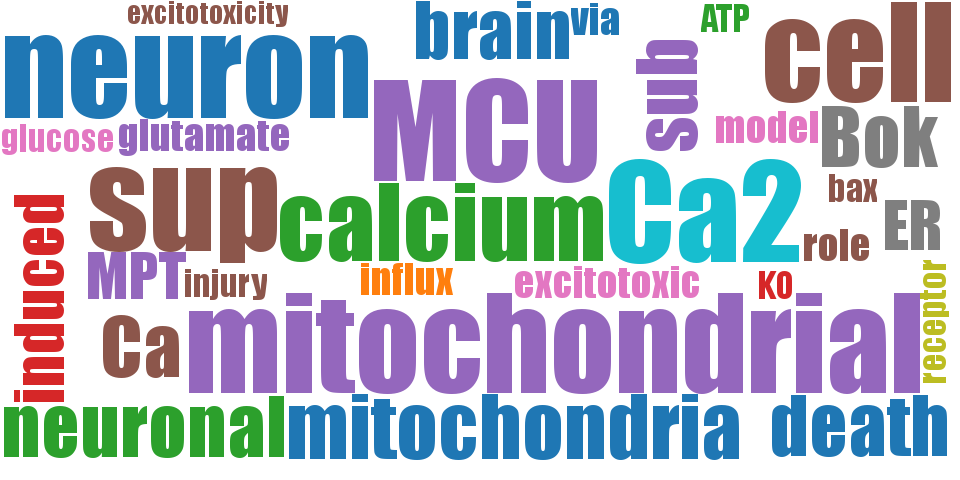 excitotoxicity
brain
via
ATP
cell
neuron
MCU
sub
model
Bok
glucose
glutamate
sup
calcium
Ca2
bax
ER
role
induced
MPT
injury
influx
excitotoxic
KO
receptor
Ca
mitochondrial
neuronal
mitochondria
death